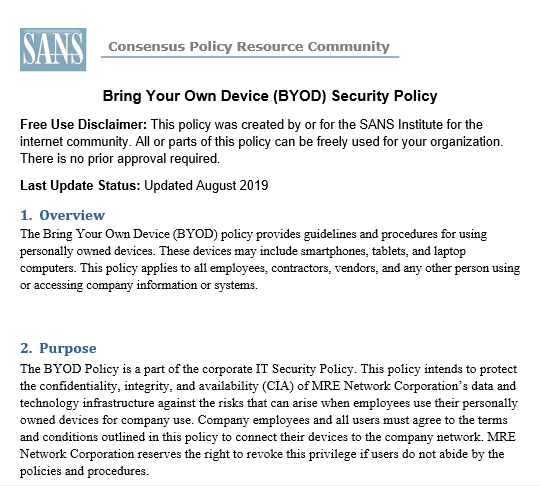 SANS
Consensus Policy Resource Community
Bring Your Own Device (BYOD) Security Policy
Free Use Disclaimer: This policy was created by or for the SANS Institute for the
internet community. All or parts of this policy can be freely used for your organization.
There is no prior approval required.
Last Update Status: Updated August 2019
1. Overview
The Bring Your Own Device (BYOD) policy provides guidelines and procedures for using
personally owned devices. These devices may include smartphones, tablets, and laptop
computers. This policy applies to all employees, contractors, vendors, and any other person using
or accessing company information or systems.
2. Purpose
The BYOD Policy is a part of the corporate IT Security Policy. This policy intends to protect
the confidentiality, integrity, and availability (CIA) of MRE Network Corporation’s data and
technology infrastructure against the risks that can arise when employees use their personally
owned devices for company use. Company employees and all users must agree to the terms
and conditions outlined in this policy to connect their devices to the company network. MRE
Network Corporation reserves the right to revoke this privilege if users do not abide by the
policies and procedures.